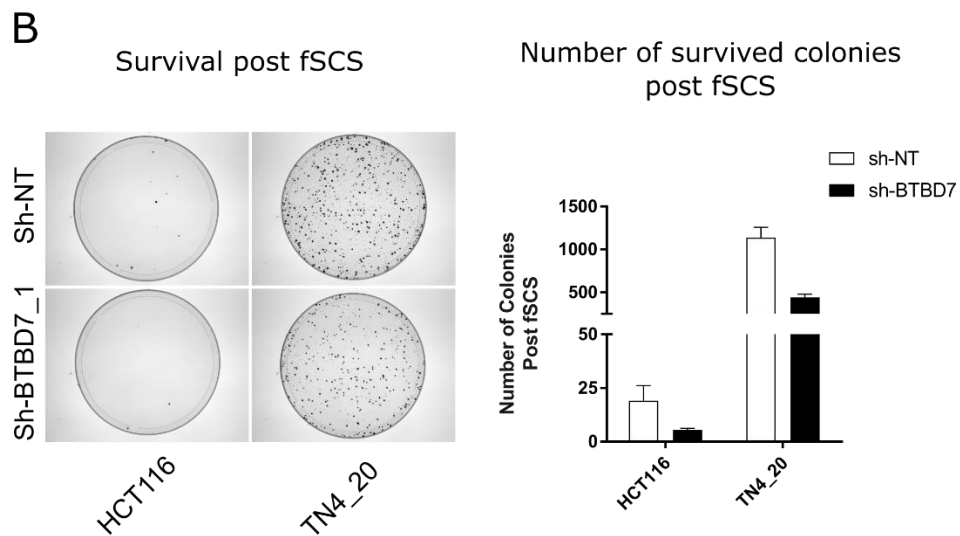 B
Survival post fSCS
Sh-NT
Sh-BTBD7_1
HCT116
TN4_20
Number of survived colonies
post fSCS
sh-NT
sh-BTBD7
Number of Colonies
Post fSCS
1500
1000
500
50
25
0
HCT116
TN4_20